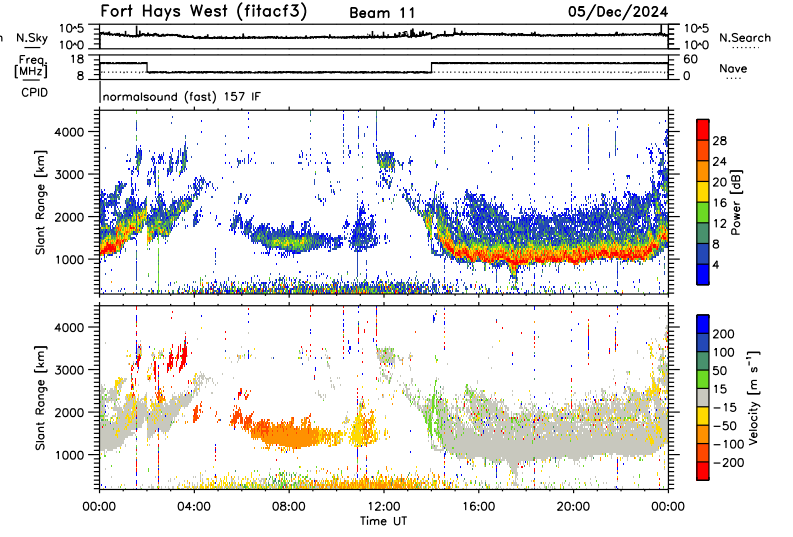 Fort Hays West (fitacf3) Beam 11 05/Dec/2024
N.Sky 10^5 10^5 N.Search
10^0 10^0
Freq. 18 60 Nave
[MHz] 8 0
CPID normalsound (fast) 157 IF
4000
3000
2000
1000
Slant Range [km]
28
24
20
16
12
8
4
Power [dB]
4000
3000
2000
1000
Slant Range [km]
200
100
50
15
-15
-50
-100
-200
Velocity [m s^-1]
00:00 04:00 08:00 12:00 16:00 20:00 00:00
Time UT